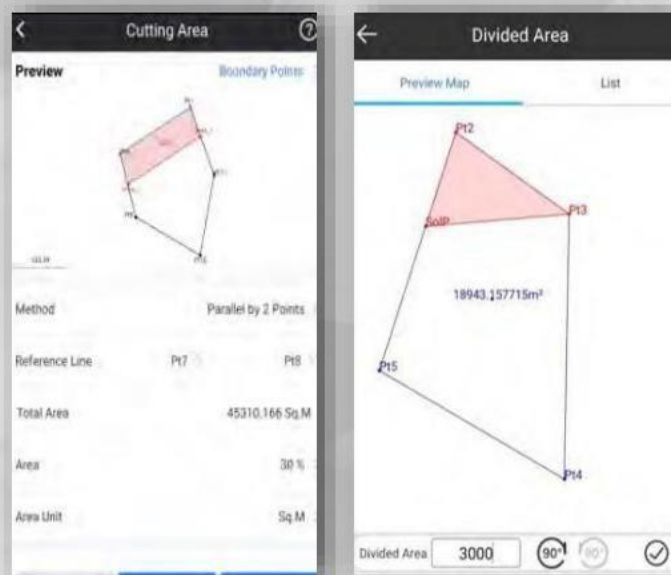 Cutting Area
Preview
Boundary Points
Method
Parallel by 2 Points
Reference Line
Pt7
Pt8
Total Area
45310.166 Sq.M
Area
30 %
Area Unit
Sq.M
Divided Area
Preview Map
List
Pt2
Pt3
SolP
18943.157715m²
Pt5
Pt4
Divided Area
3000
90°
90°